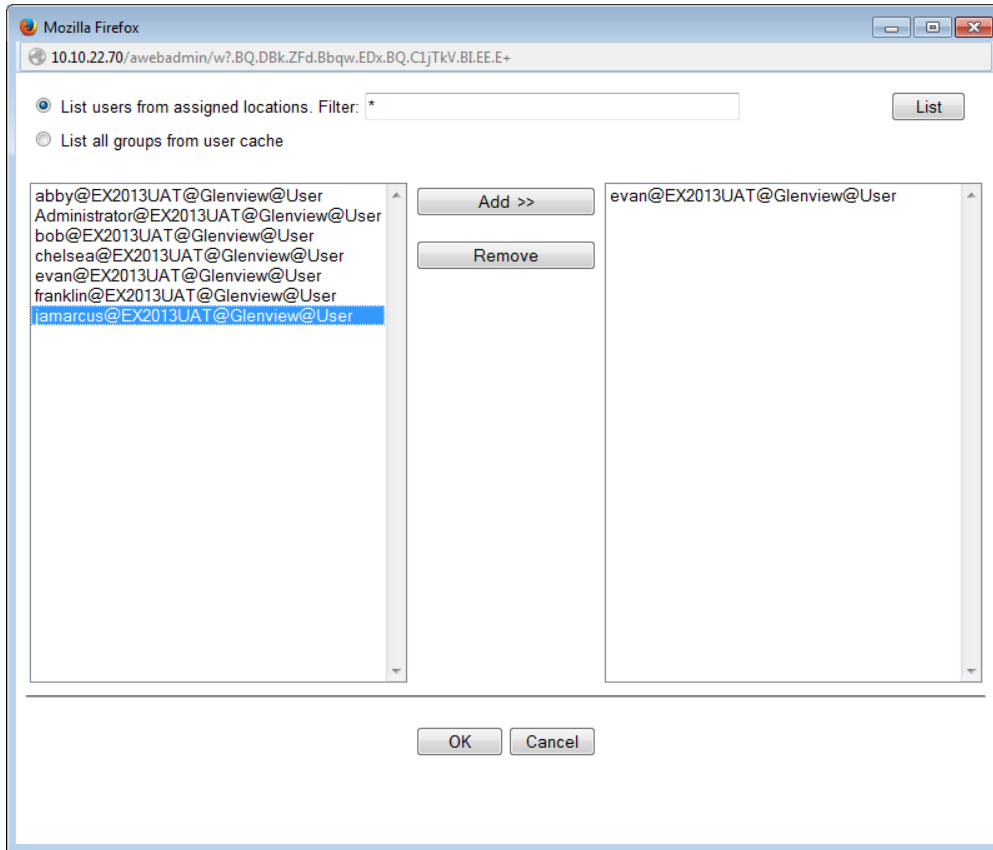 Mozilla Firefox
10.10.22.70/awebadmin/w?.BQ.DBk.ZFd.Bbqw.EDx.BQ.C1jTkV.BI.EE.E+
List users from assigned locations. Filter: *
List
List all groups from user cache
abby@EX2013UAT@Glenview@User
Administrator@EX2013UAT@Glenview@User
bob@EX2013UAT@Glenview@User
chelsea@EX2013UAT@Glenview@User
evan@EX2013UAT@Glenview@User
franklin@EX2013UAT@Glenview@User
jamarcus@EX2013UAT@Glenview@User
Add >>
Remove
evan@EX2013UAT@Glenview@User
OK
Cancel